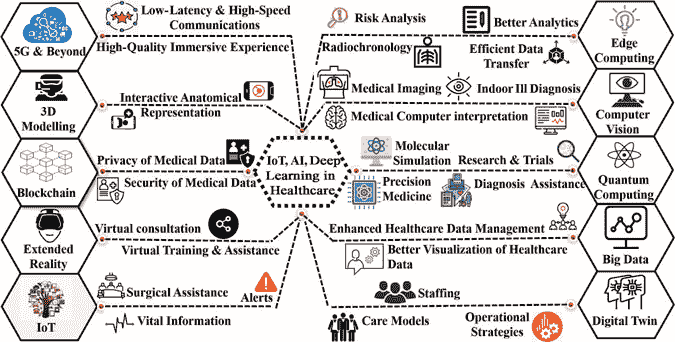 5G & Beyond
Low-Latency & High-Speed
Communications
High-Quality Immersive Experience
3D
Modelling
Interactive Anatomical
Representation
Blockchain
Privacy of Medical Data
Security of Medical Data
Extended
Reality
Virtual consultation
Virtual Training & Assistance
IoT
Surgical Assistance
Alerts
Vital Information
IoT, AI, Deep
Learning in
Healthcare
Risk Analysis
Better Analytics
Radiochronology
Efficient Data
Transfer
Edge
Computing
Medical Imaging
Indoor Ill Diagnosis
Medical Computer interpretation
Computer
Vision
Molecular
Simulation
Research & Trials
Precision
Medicine
Diagnosis Assistance
Quantum
Computing
Enhanced Healthcare Data Management
Better Visualization of Healthcare
Data
Big Data
Staffing
Care Models
Operational
Strategies
Digital Twin